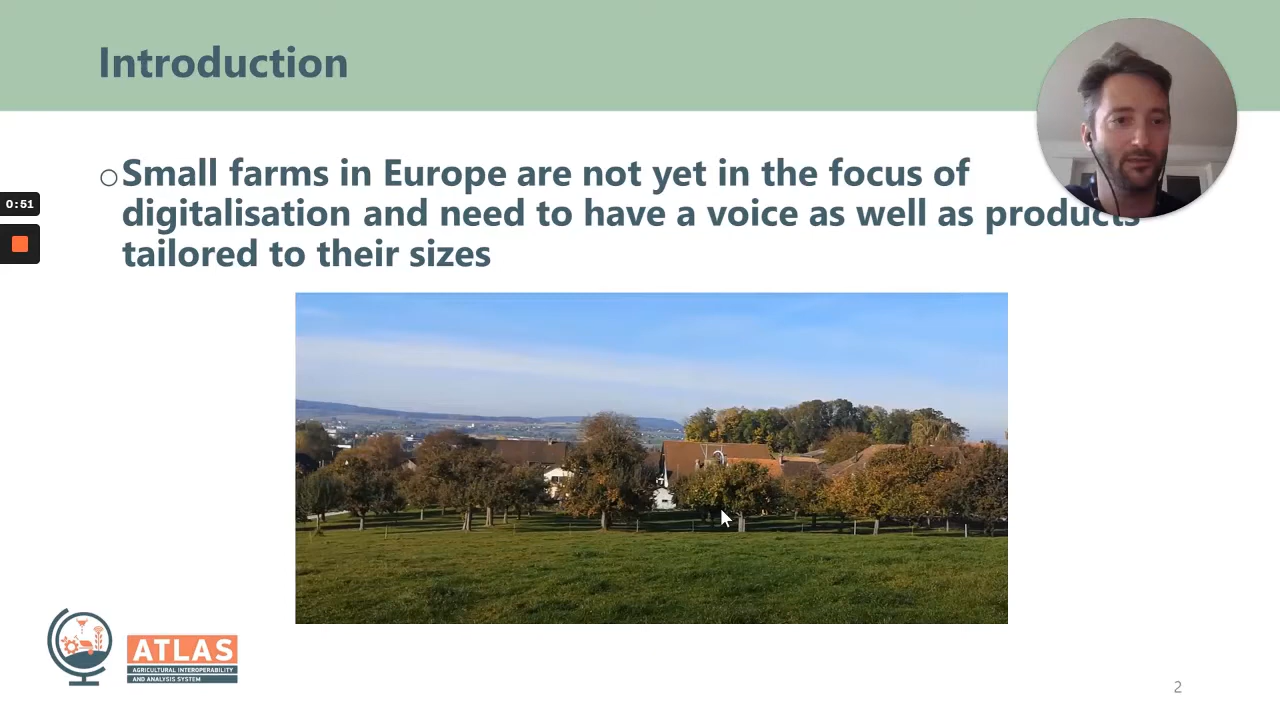 Introduction
Small farms in Europe are not yet in the focus of
digitalisation and need to have a voice as well as products
tailored to their sizes
0:51
ATLAS
AGRICULTURAL INTEROPERABILITY
AND ANALYSIS SYSTEM
2